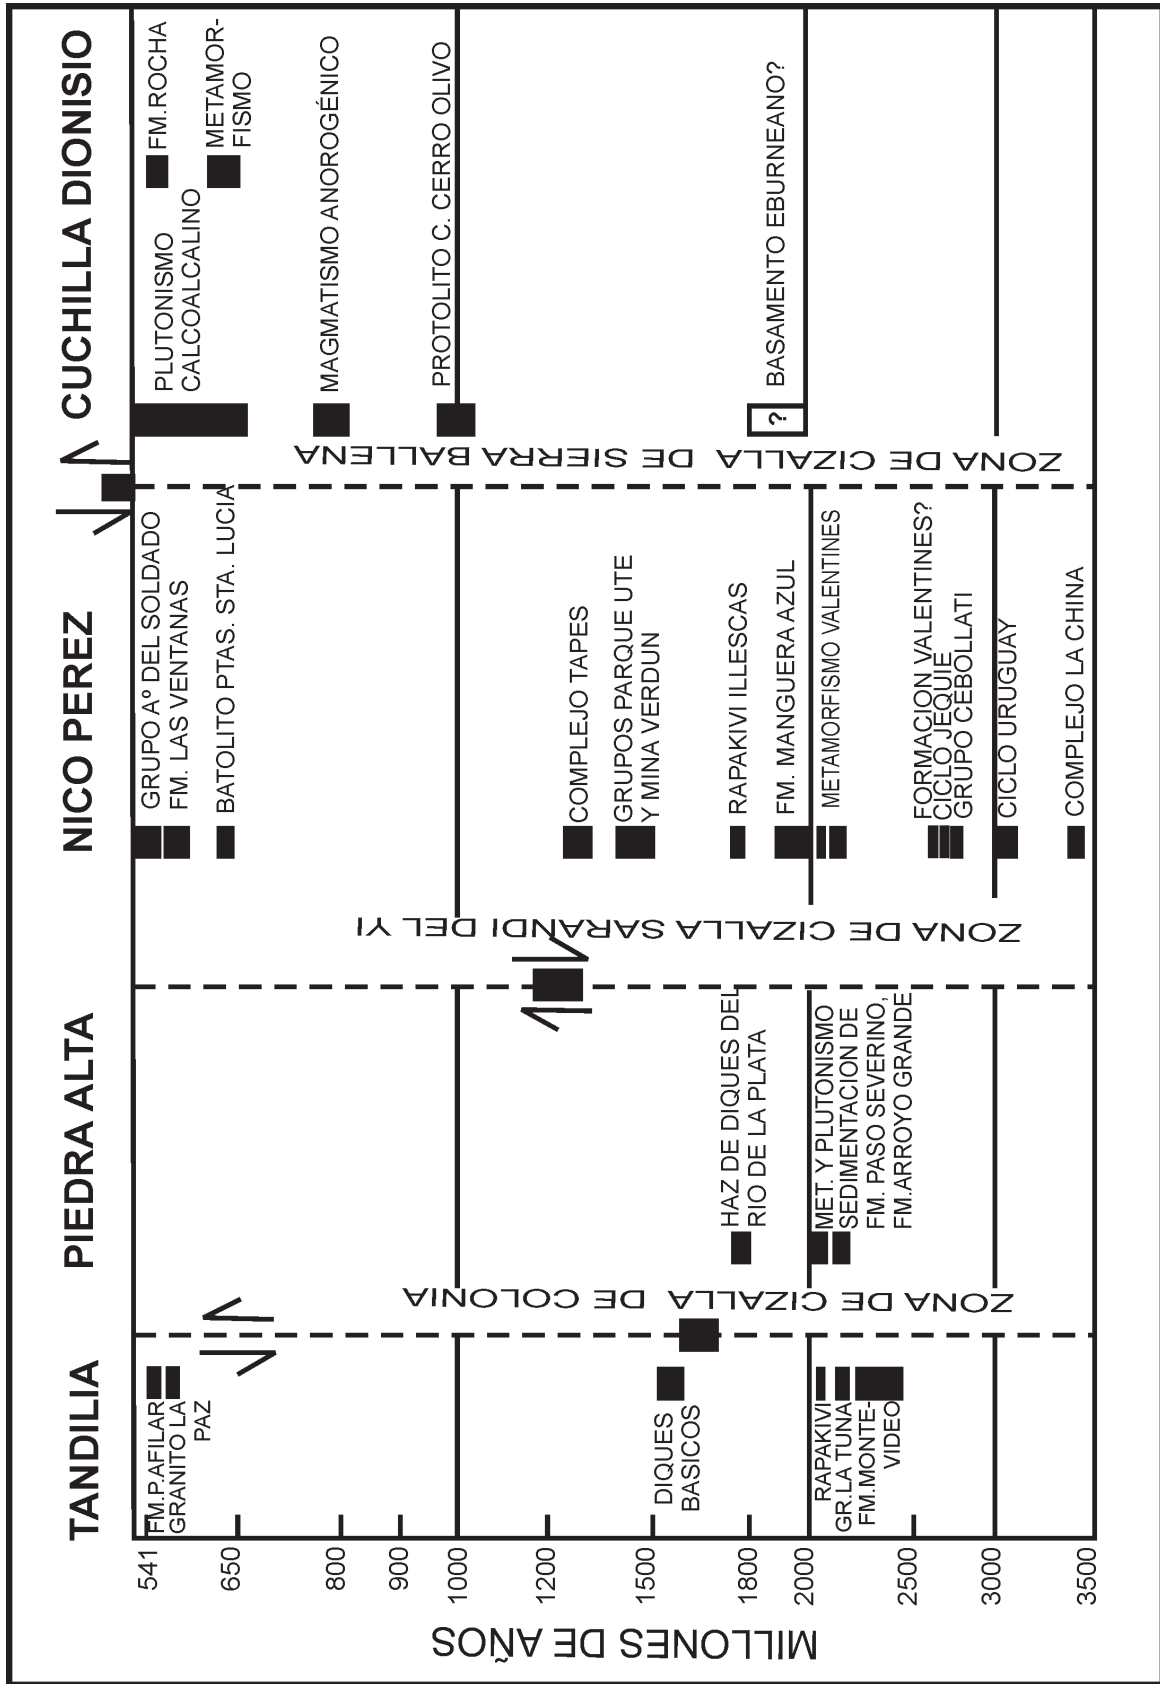 TANDILIA
PIEDRA ALTA
NICO PEREZ
CUCHILLA DIONISIO
MILLONES DE AÑOS
541
650
800
900
1000
1200
1500
1800
2000
2500
3000
3500
FM.P.AFILAR
GRANITO LA
PAZ
DIQUES
BASICOS
RAPAKIVI
GR.LA TUNA
FM.MONTE-
VIDEO
ZONA DE CIZALLA DE COLONIA
HAZ DE DIQUES DEL
RIO DE LA PLATA
MET. Y PLUTONISMO
SEDIMENTACION DE
FM. PASO SEVERINO,
FM.ARROYO GRANDE
ZONA DE CIZALLA SARANDI DEL YI
GRUPO Aº DEL SOLDADO
FM. LAS VENTANAS
BATOLITO PTAS. STA. LUCIA
COMPLEJO TAPES
GRUPOS PARQUE UTE
Y MINA VERDUN
RAPAKIVI ILLESCAS
FM. MANGUERA AZUL
METAMORFISMO VALENTINES
FORMACION VALENTINES?
CICLO JEQUIE
GRUPO CEBOLLATI
CICLO URUGUAY
COMPLEJO LA CHINA
ZONA DE CIZALLA DE SIERRA BALLENA
FM.ROCHA
METAMOR-
FISMO
PLUTONISMO
CALCOALCALINO
MAGMATISMO ANOROGÉNICO
PROTOLITO C. CERRO OLIVO
BASAMENTO EBURNEANO?
?